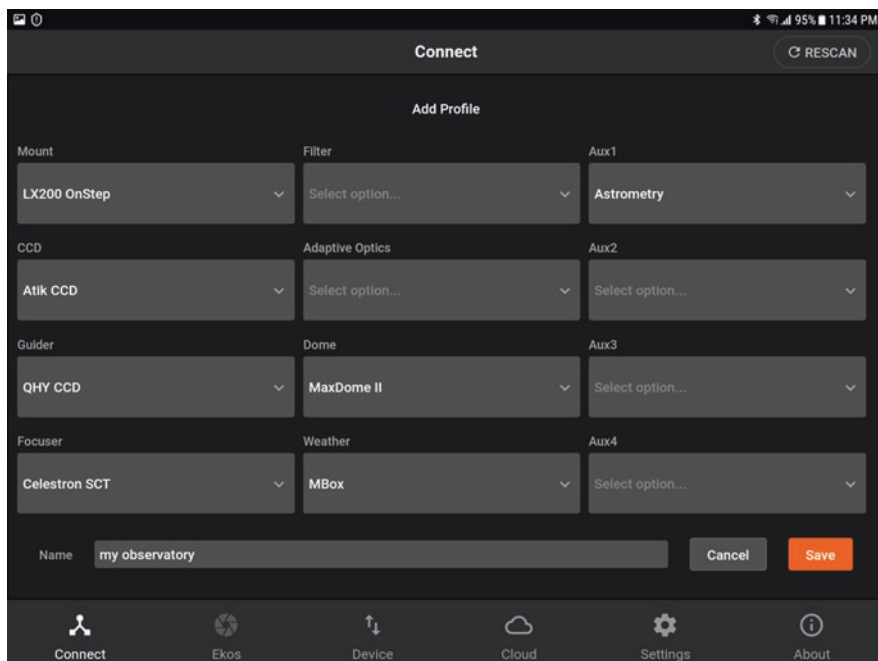 95% 11:34 PM
Connect
RESCAN
Add Profile
Mount Filter Aux1
LX200 OnStep Select option... Astrometry
CCD Adaptive Optics Aux2
Atik CCD Select option... Select option...
Guider Dome Aux3
QHY CCD MaxDome II Select option...
Focuser Weather Aux4
Celestron SCT MBox Select option...
Name my observatory Cancel Save
Connect Ekos Device Cloud Settings About